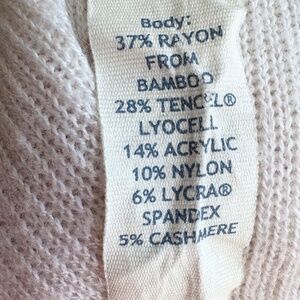 Body:
37% RAYON
FROM
BAMBOO
28% TENCEL®
LYOCELL
14% ACRYLIC
10% NYLON
6% LYCRA®
SPANDEX
5% CASHMERE